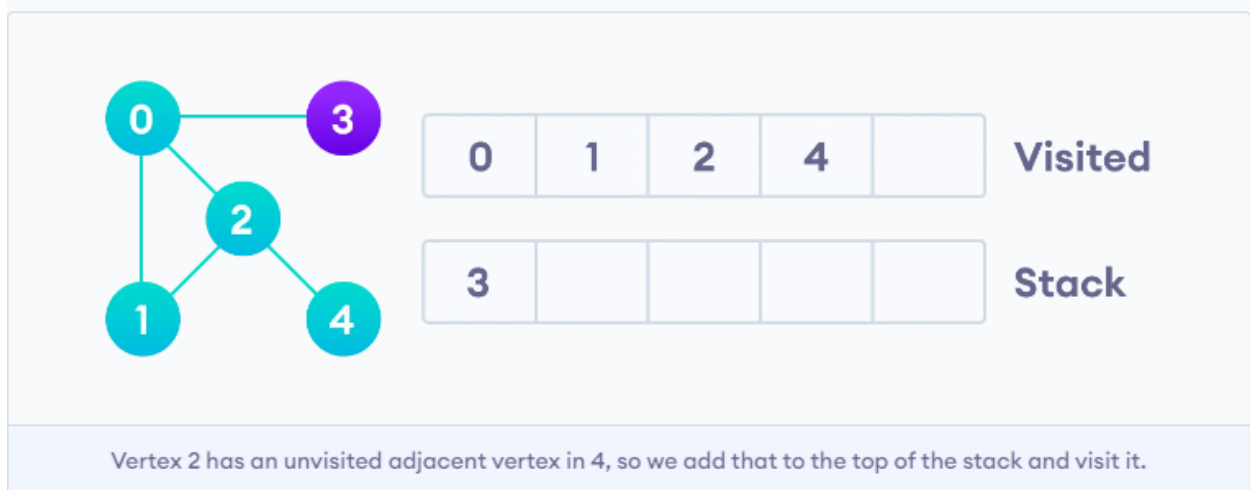 0
3
2
1
4
0 1 2 4 Visited
3 Stack
Vertex 2 has an unvisited adjacent vertex in 4, so we add that to the top of the stack and visit it.